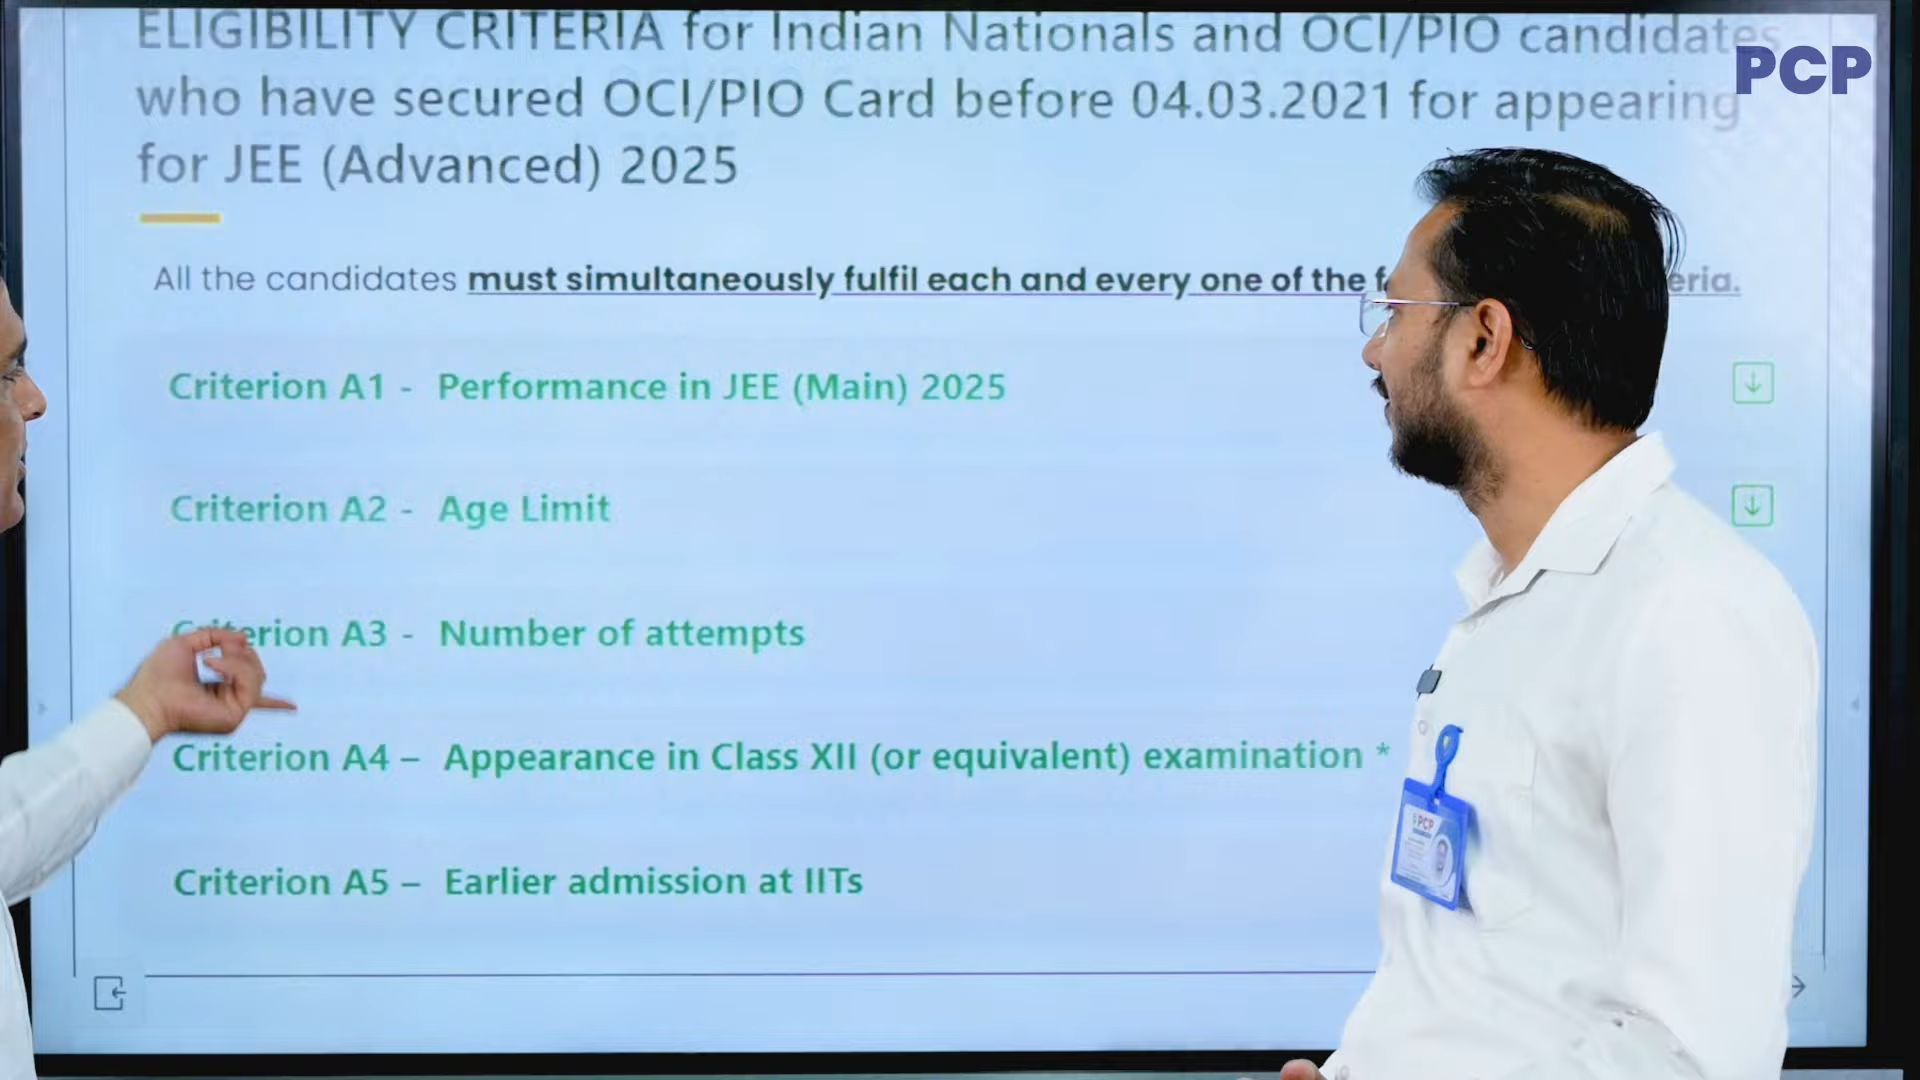 ELIGIBILITY CRITERIA for Indian Nationals and OCI/PIO candidates
who have secured OCI/PIO Card before 04.03.2021 for appearing
for JEE (Advanced) 2025
PCP
All the candidates must simultaneously fulfil each and every one of the
Criterion A1 - Performance in JEE (Main) 2025
Criterion A2 - Age Limit
Criterion A3 - Number of attempts
Criterion A4 – Appearance in Class XII (or equivalent) examination *
Criterion A5 – Earlier admission at IITs
PCP